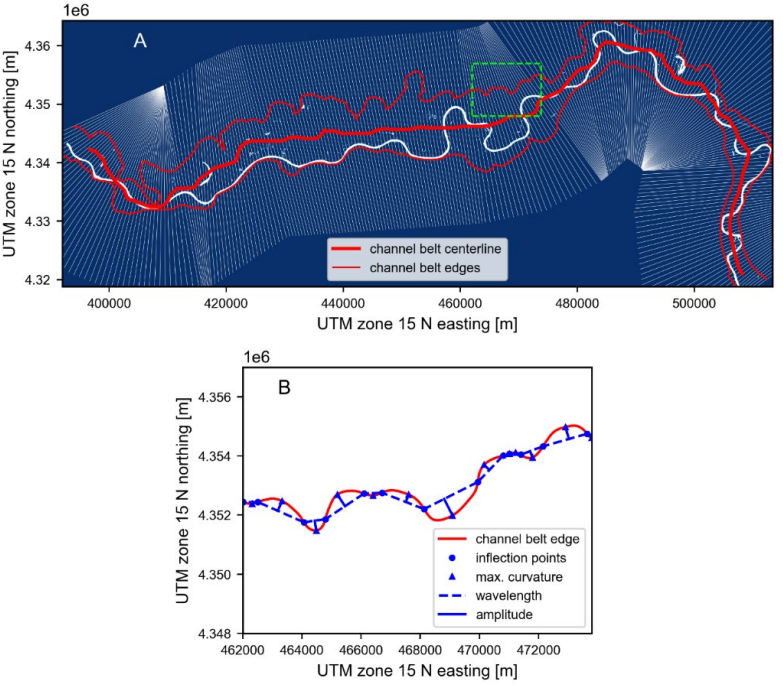 1e6
A
4.36
4.35
4.34
4.33
4.32
UTM zone 15 N northing [m]
channel belt centerline
channel belt edges
400000 420000 440000 460000 480000 500000
UTM zone 15 N easting [m]
1e6
B
4.356
4.354
4.352
4.350
4.348
UTM zone 15 N northing [m]
channel belt edge
inflection points
max. curvature
wavelength
amplitude
462000 464000 466000 468000 470000 472000
UTM zone 15 N easting [m]